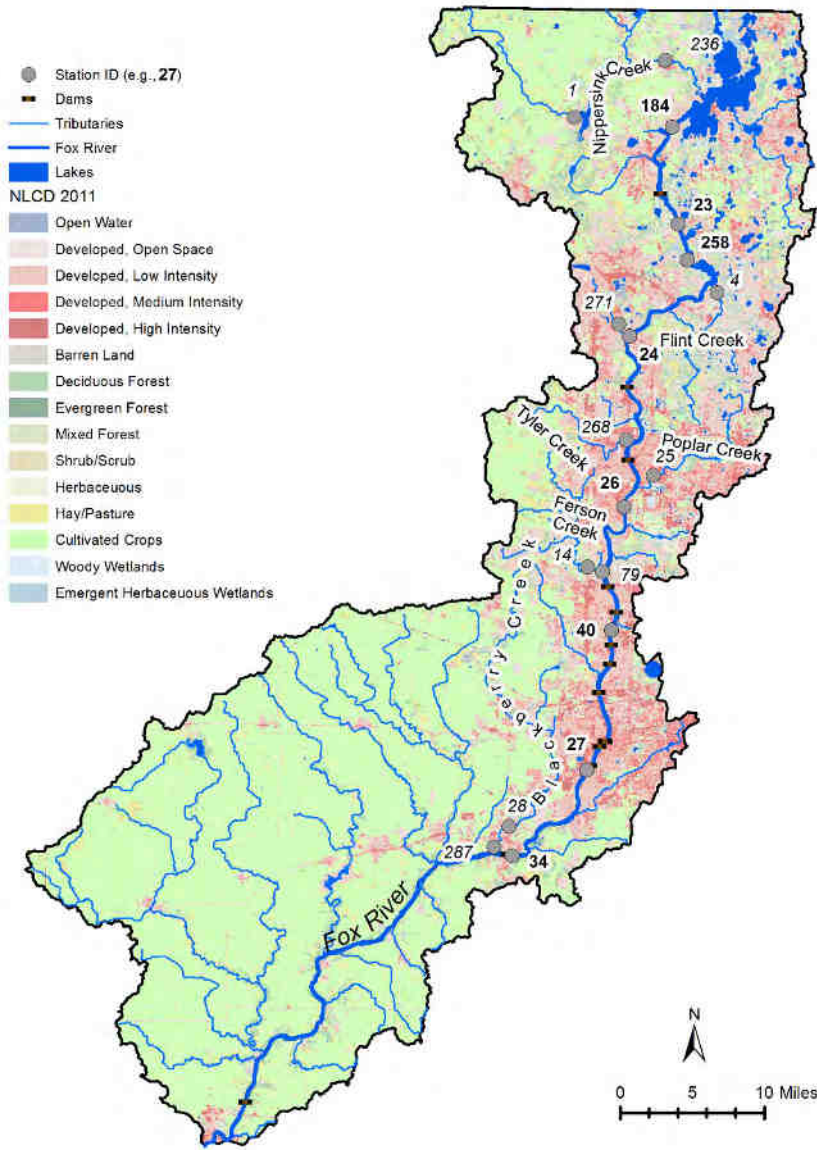 Station ID (e.g., 27)
Dams
Tributaries
Fox River
Lakes
NLCD 2011
Open Water
Developed, Open Space
Developed, Low Intensity
Developed, Medium Intensity
Developed, High Intensity
Barren Land
Deciduous Forest
Evergreen Forest
Mixed Forest
Shrub/Scrub
Herbaceuous
Hay/Pasture
Cultivated Crops
Woody Wetlands
Emergent Herbaceuous Wetlands
236
Nippersink Creek
1
184
23
258
4
271
Flint Creek
24
Tyler Creek
268
Poplar Creek
25
26
Ferson
Creek
14
79
40
Blackberry Creek
27
28
287
34
Fox River
N
0 5 10 Miles